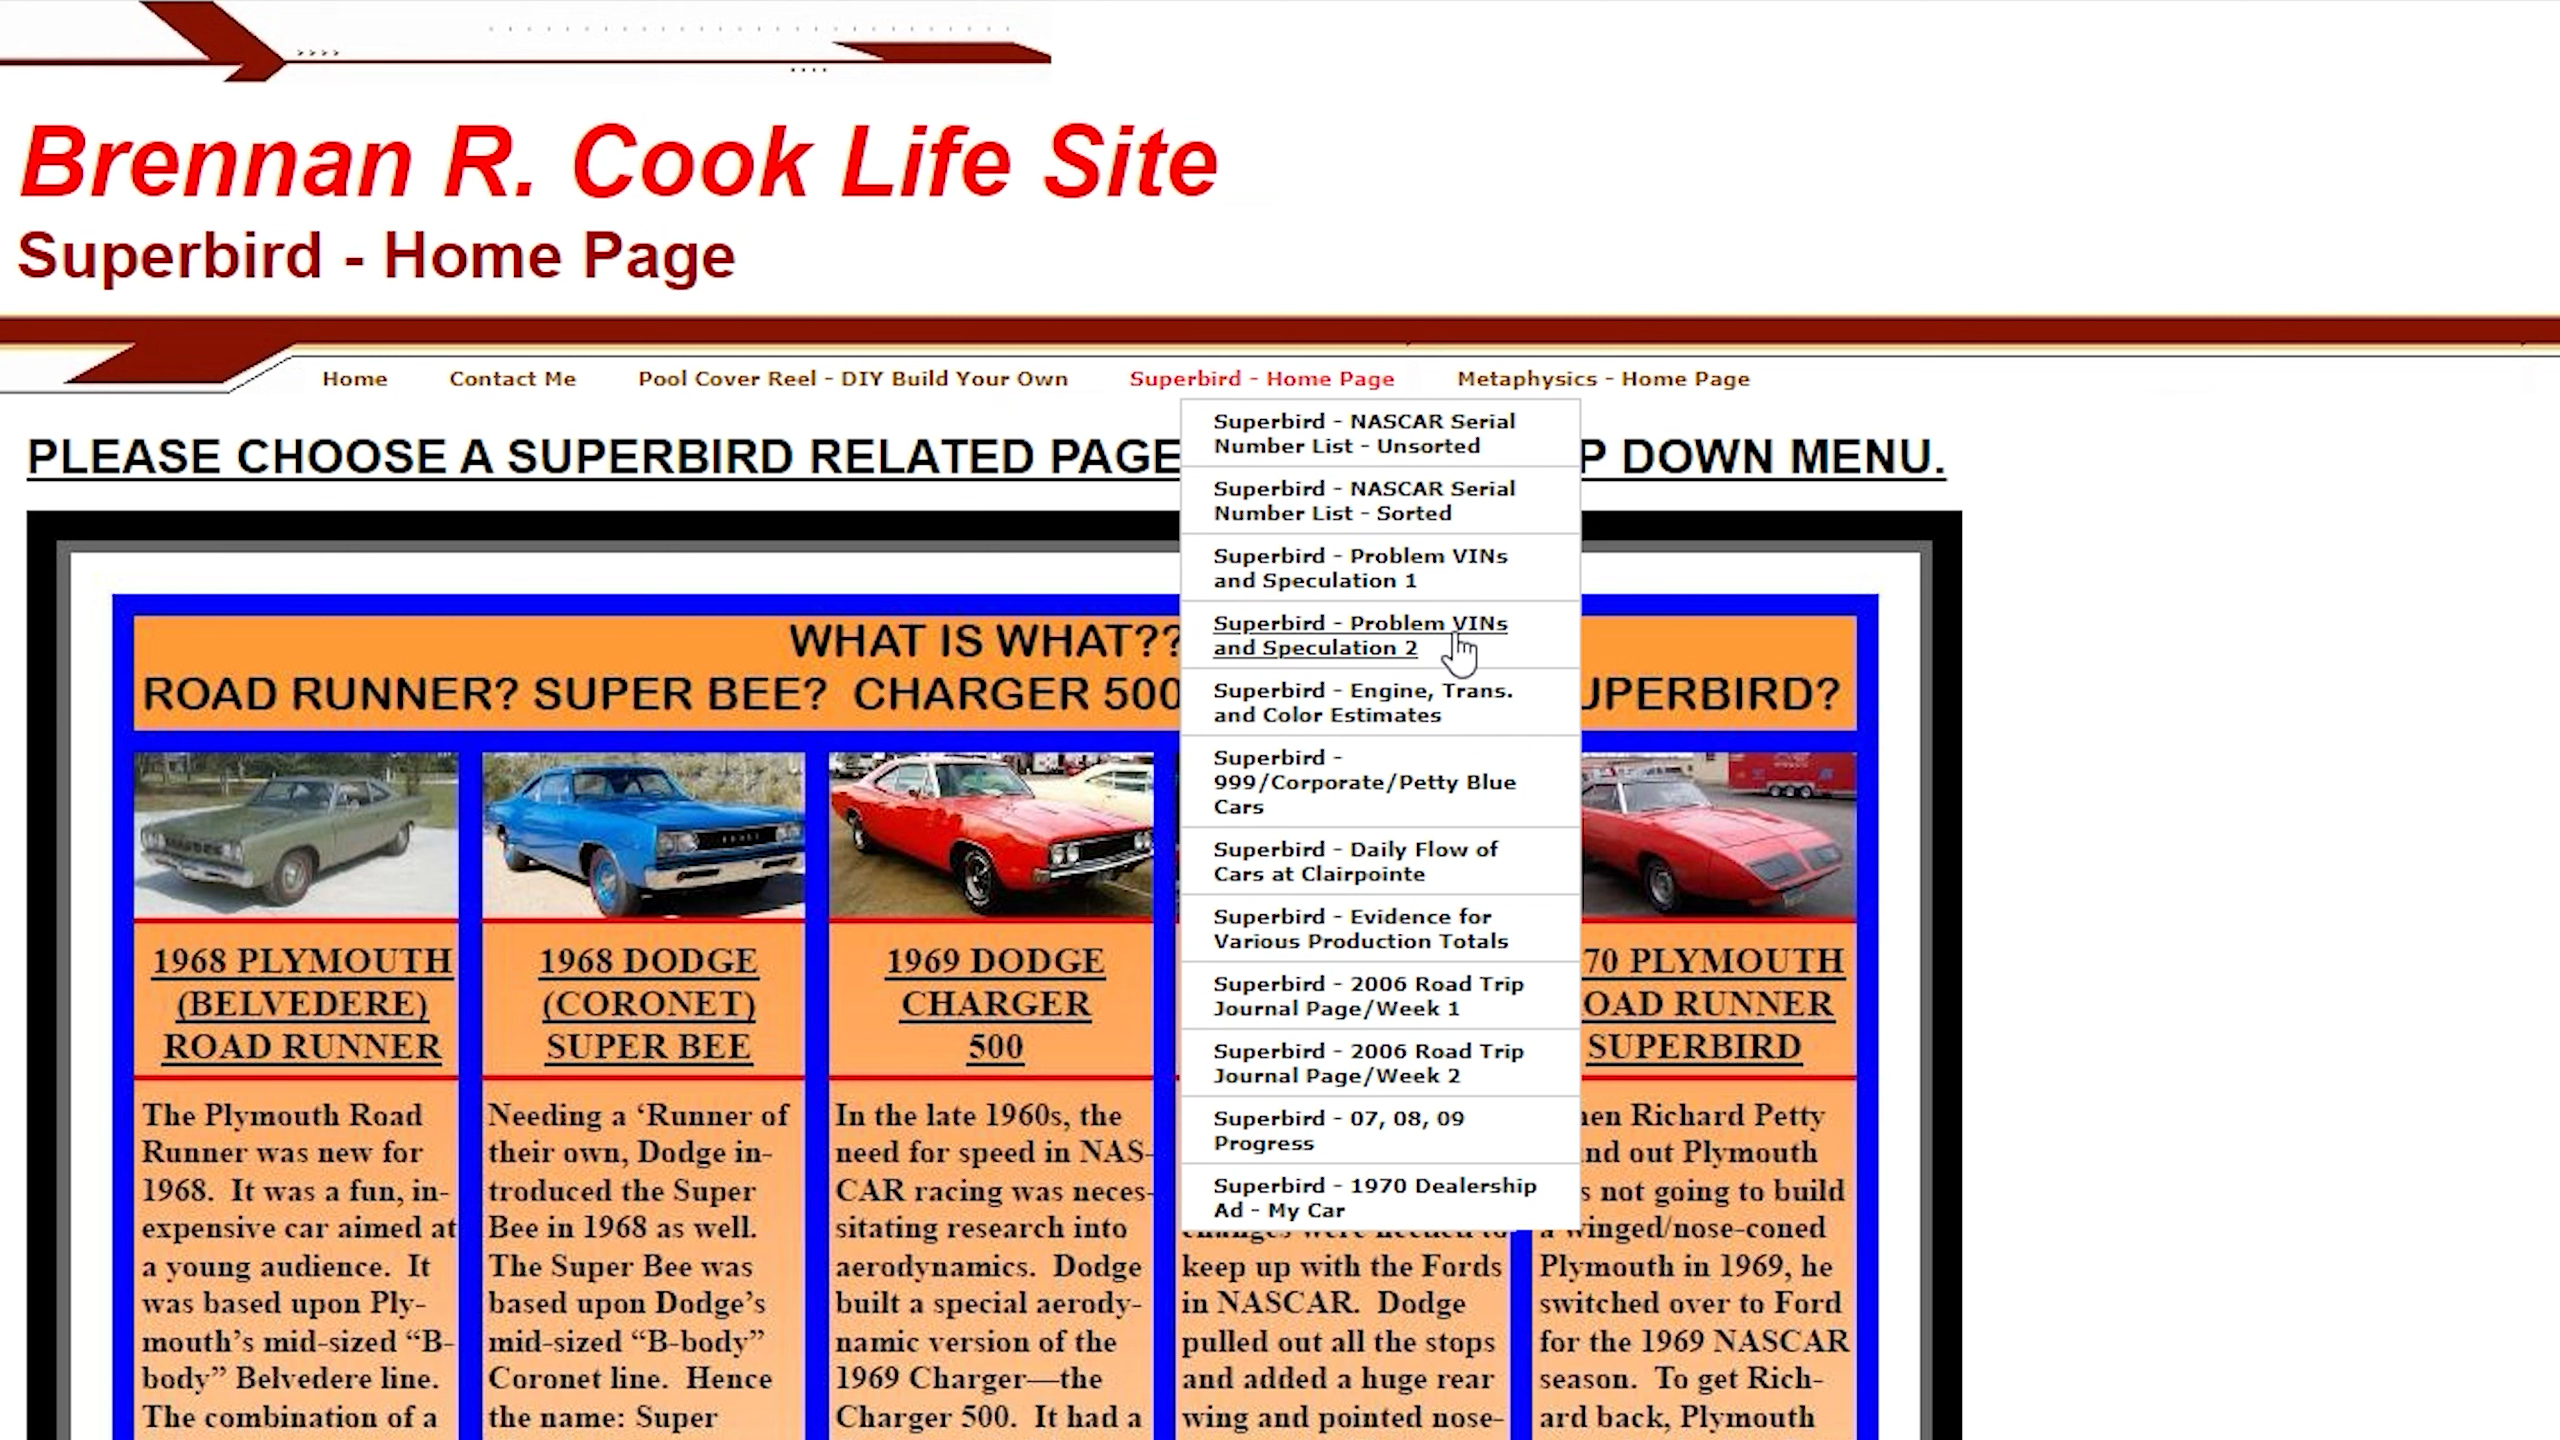 Brennan R. Cook Life Site
Superbird - Home Page
Home
Contact Me
Pool Cover Reel - DIY Build Your Own
Superbird - Home Page
Metaphysics - Home Page
PLEASE CHOOSE A SUPERBIRD RELATED PAGE
P DOWN MENU.
Superbird - NASCAR Serial
Number List - Unsorted
Superbird - NASCAR Serial
Number List - Sorted
Superbird - Problem VINs
and Speculation 1
Superbird - Problem VINs
and Speculation 2
Superbird - Engine, Trans.
and Color Estimates
Superbird -
999/Corporate/Petty Blue
Cars
Superbird - Daily Flow of
Cars at Clairpointe
Superbird - Evidence for
Various Production Totals
Superbird - 2006 Road Trip
Journal Page/Week 1
Superbird - 2006 Road Trip
Journal Page/Week 2
Superbird - 07, 08, 09
Progress
Superbird - 1970 Dealership
Ad - My Car
WHAT IS WHAT??
ROAD RUNNER? SUPER BEE? CHARGER 500
UPERBIRD?
1968 PLYMOUTH
(BELVEDERE)
ROAD RUNNER
The Plymouth Road
Runner was new for
1968. It was a fun, in-
expensive car aimed at
a young audience. It
was based upon Ply-
mouth's mid-sized “B-
body” Belvedere line.
The combination of a
1968 DODGE
(CORONET)
SUPER BEE
Needing a ‘Runner of
their own, Dodge in-
troduced the Super
Bee in 1968 as well.
The Super Bee was
based upon Dodge’s
mid-sized “B-body”
Coronet line. Hence
the name: Super
1969 DODGE
CHARGER
500
In the late 1960s, the
need for speed in NAS-
CAR racing was neces-
sitating research into
aerodynamics. Dodge
built a special aerody-
namic version of the
1969 Charger—the
Charger 500. It had a
changes were needed to
keep up with the Fords
in NASCAR. Dodge
pulled out all the stops
and added a huge rear
wing and pointed nose-
70 PLYMOUTH
OAD RUNNER
SUPERBIRD
en Richard Petty
nd out Plymouth
s not going to build
a winged/nose-coned
Plymouth in 1969, he
switched over to Ford
for the 1969 NASCAR
season. To get Rich-
ard back, Plymouth